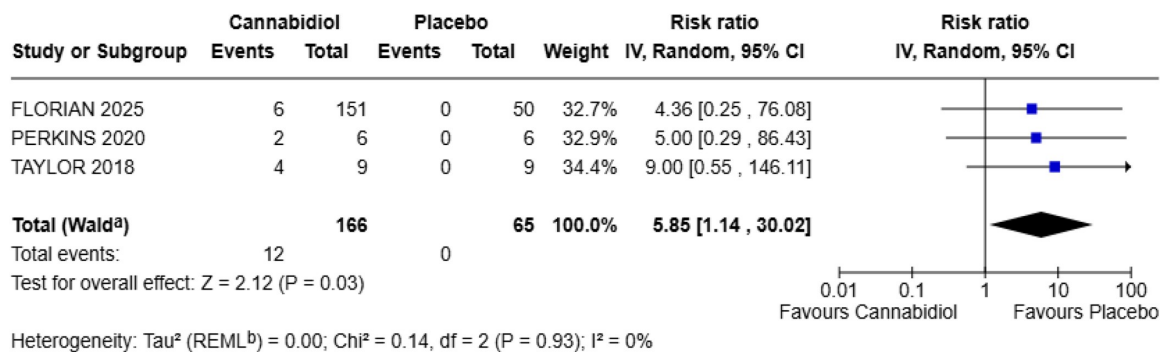 Cannabidiol Placebo Risk ratio Risk ratio
Study or Subgroup Events Total Events Total Weight IV, Random, 95% CI IV, Random, 95% CI
FLORIAN 2025 6 151 0 50 32.7% 4.36 [0.25 , 76.08]
PERKINS 2020 2 6 0 6 32.9% 5.00 [0.29 , 86.43]
TAYLOR 2018 4 9 0 9 34.4% 9.00 [0.55 , 146.11]
Total (Waldᵃ) 166 65 100.0% 5.85 [1.14 , 30.02]
Total events: 12 0
Test for overall effect: Z = 2.12 (P = 0.03)
0.01 0.1 1 10 100
Favours Cannabidiol Favours Placebo
Heterogeneity: Tau² (REMLᵇ) = 0.00; Chi² = 0.14, df = 2 (P = 0.93); I² = 0%